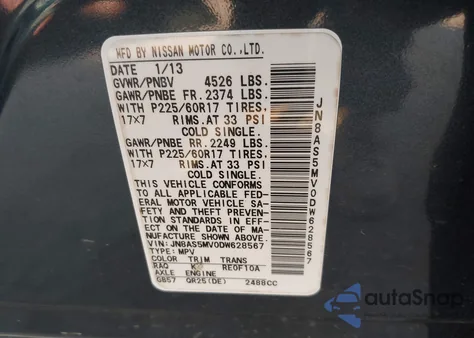 MFD BY NISSAN MOTOR CO.,LTD.
DATE 1/13
GVWR/PNBV 4526 LBS.
GAWR/PNBE FR. 2374 LBS.
WITH P225/60R17 TIRES.
17×7 RIMS.AT 33 PSI
COLD SINGLE.
GAWR/PNBE RR. 2249 LBS.
WITH P225/60R17 TIRES.
17×7 RIMS.AT 33 PSI
COLD SINGLE.
THIS VEHICLE CONFORMS
TO ALL APPLICABLE FED-
ERAL MOTOR VEHICLE SA-
FETY AND THEFT PREVEN-
TION STANDARDS IN EFF-
ECT ON THE DATE OF MA-
NUFACTURE SHOWN ABOVE.
VIN:JN8AS5MV0DW628567
TYPE:MPV
COLOR TRIM TRANS
RAQ K RE0F10A
AXLE ENGINE
GB57 QR25(DE) 2488CC
JN8AS5MV0DW628567
autoSnap